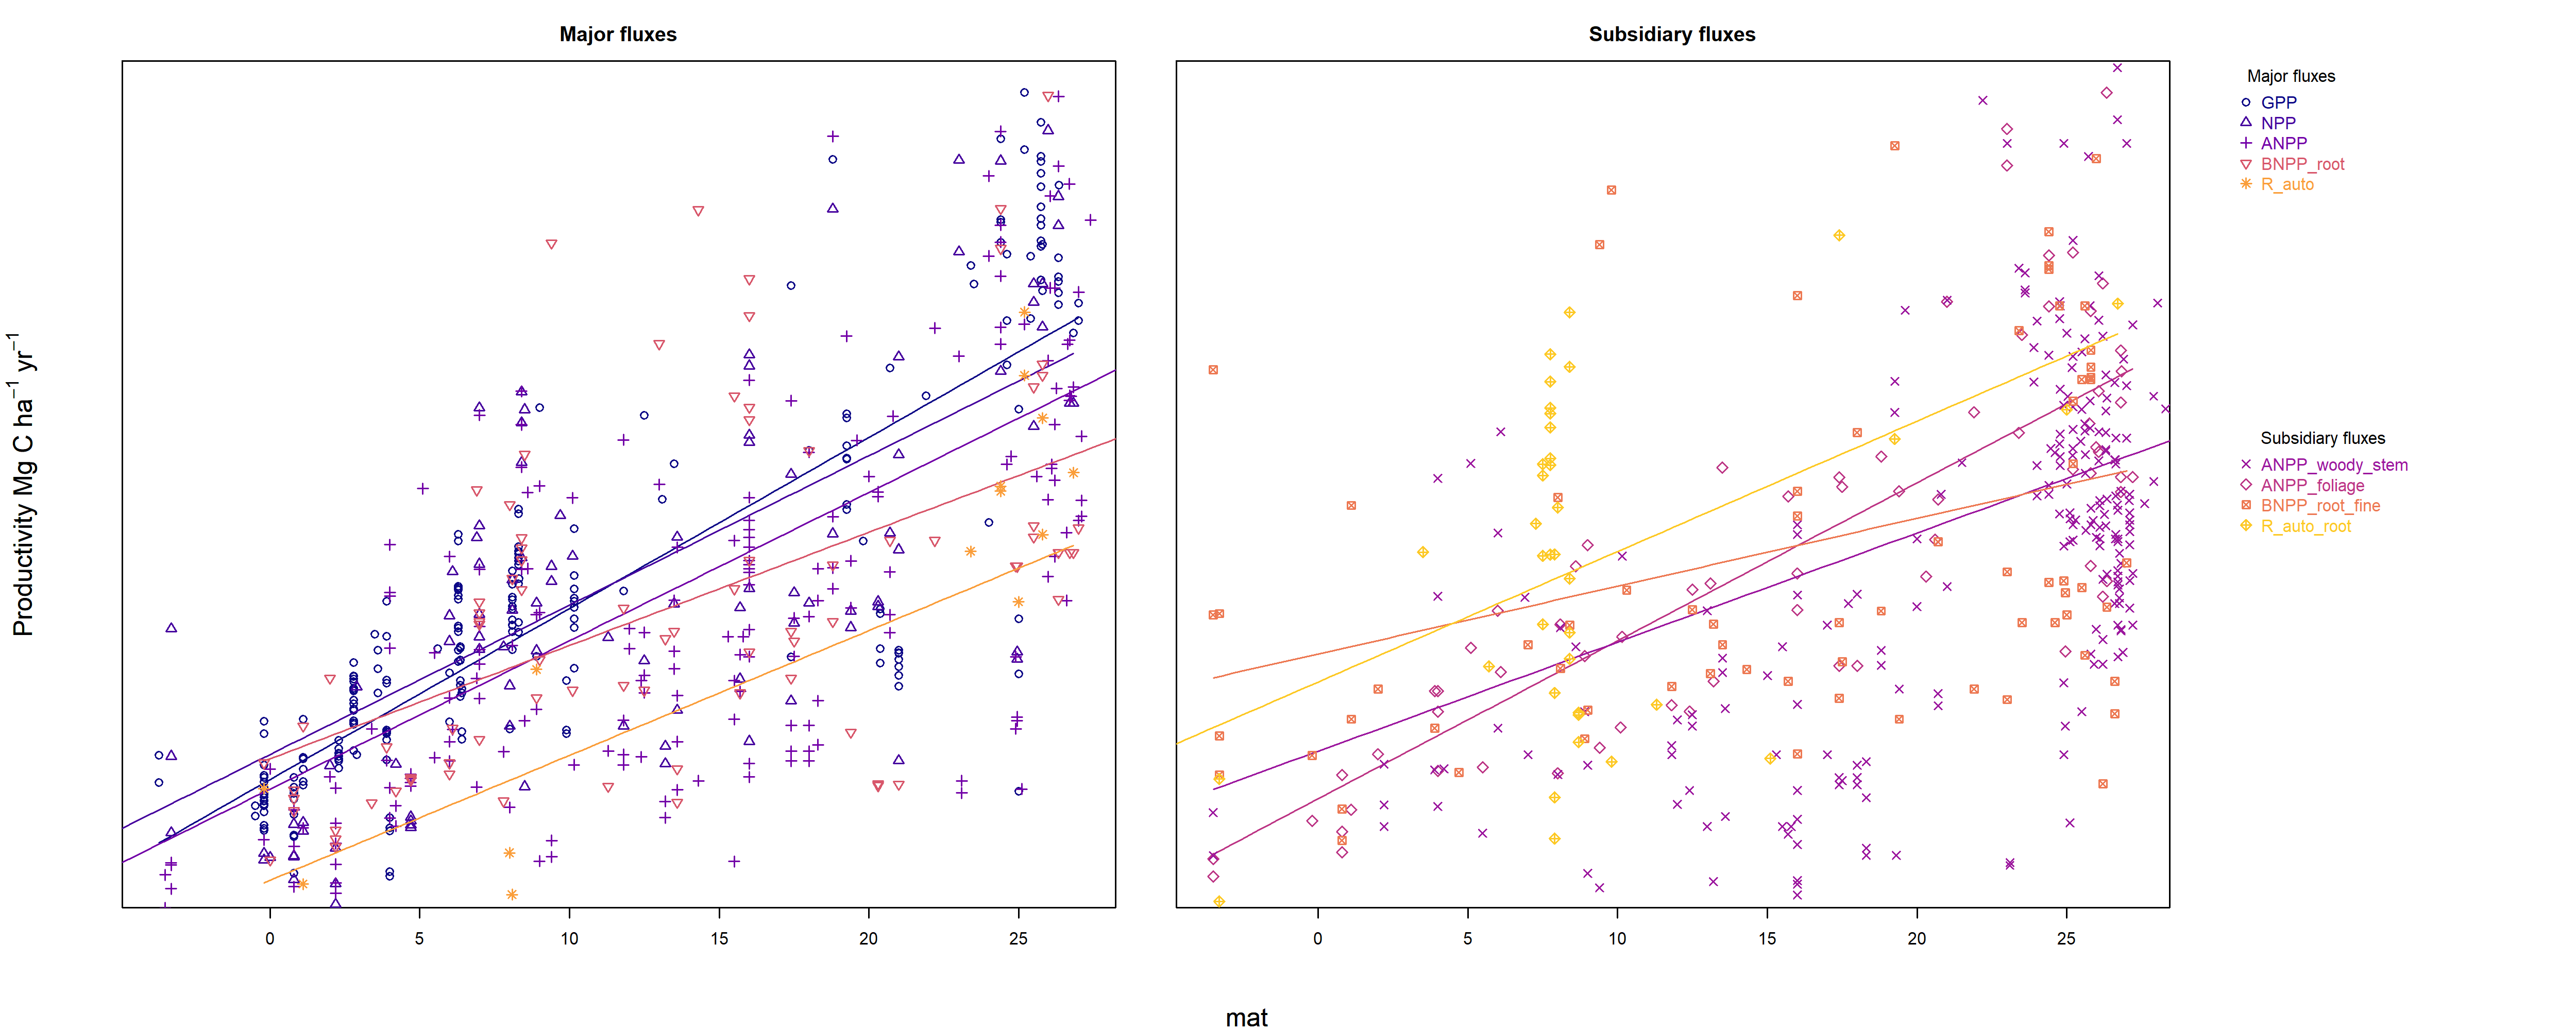 Major fluxes
Subsidiary fluxes
Productivity Mg C ha⁻¹ yr⁻¹
0 5 10 15 20 25
0 5 10 15 20 25
mat
Major fluxes
GPP
NPP
ANPP
BNPP_root
R_auto
Subsidiary fluxes
ANPP_woody_stem
ANPP_foliage
BNPP_root_fine
R_auto_root